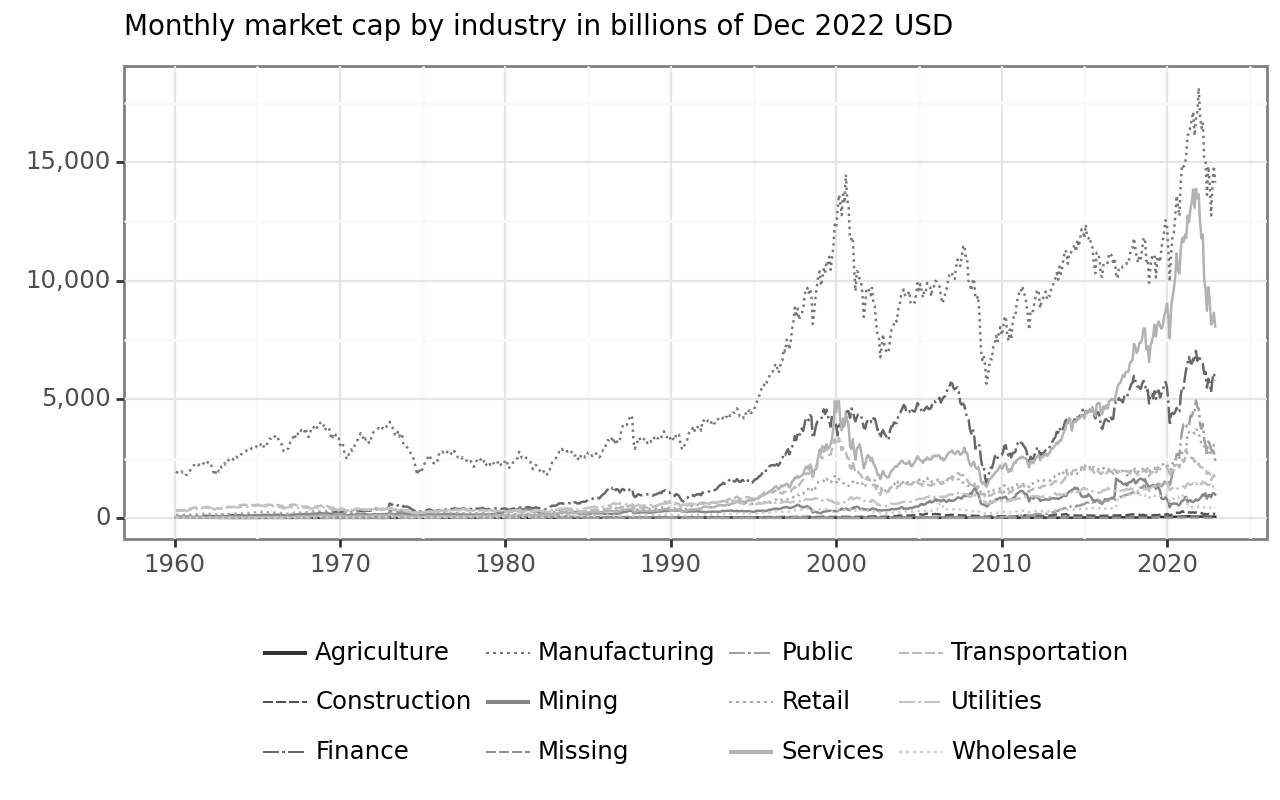 Monthly market cap by industry in billions of Dec 2022 USD
15,000
10,000
5,000
0
1960 1970 1980 1990 2000 2010 2020
Agriculture Manufacturing Public Transportation
Construction Mining Retail Utilities
Finance Missing Services Wholesale